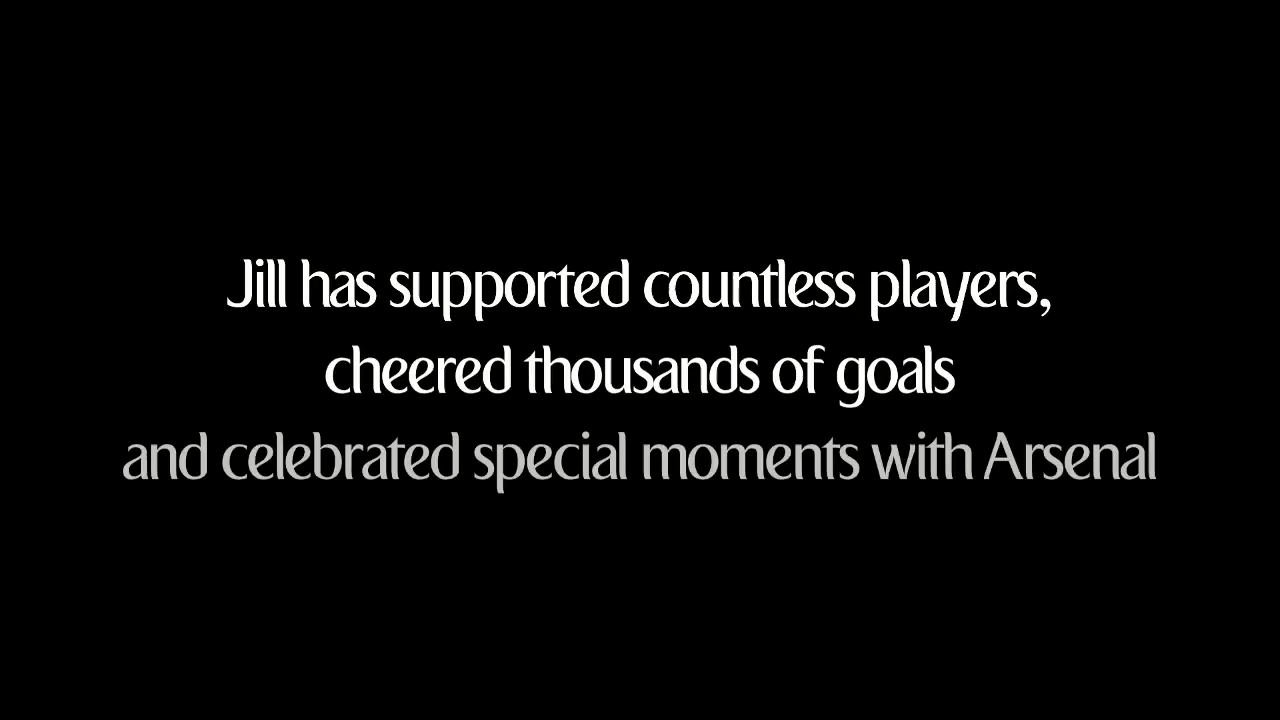 Jill has supported countless players,
cheered thousands of goals
and celebrated special moments with Arsenal